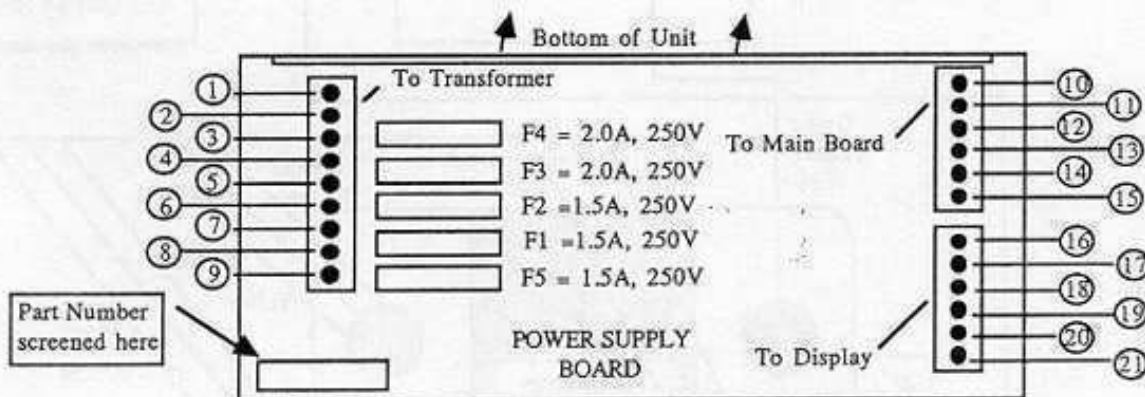 Bottom of Unit
To Transformer
1
2
3
4
5
6
7
8
9
F4 = 2.0A, 250V
F3 = 2.0A, 250V
F2 =1.5A, 250V
F1 =1.5A, 250V
F5 = 1.5A, 250V
To Main Board
10
11
12
13
14
15
16
17
18
19
20
21
To Display
Part Number
screened here
POWER SUPPLY
BOARD